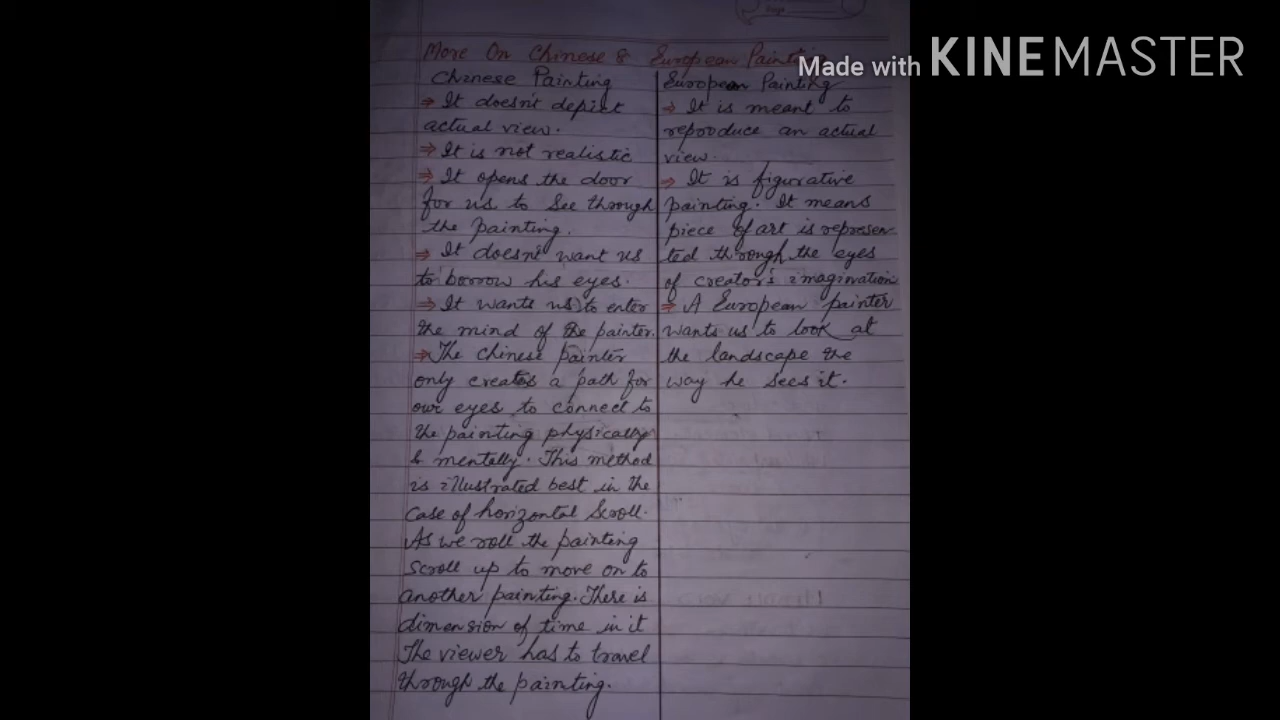 More On Chinese & European Painti
Made with KINEMASTER
Chinese Painting
⇒ It doesn't depict
actual view.
⇒ It is not realistic
⇒ It opens the door
for us to See through
the painting.
⇒ It doesn't want us
to borrow his eyes.
⇒ It wants us to enter
the mind of the painter.
⇒ The Chinese painter
only creates a path for
our eyes to connect to
the painting physically
& mentally. This method
is illustrated best in the
case of horizontal Scroll.
As we roll the painting
scroll up to move on to
another painting. There is
dimension of time in it
The viewer has to travel
through the painting.
European Painting
⇒ It is meant to
reproduce an actual
view.
⇒ It is figurative
painting. It means
piece of art is represen
ted through the eyes
of creator's imagination
⇒ A European painter
wants us to look at
the landscape the
way he sees it.